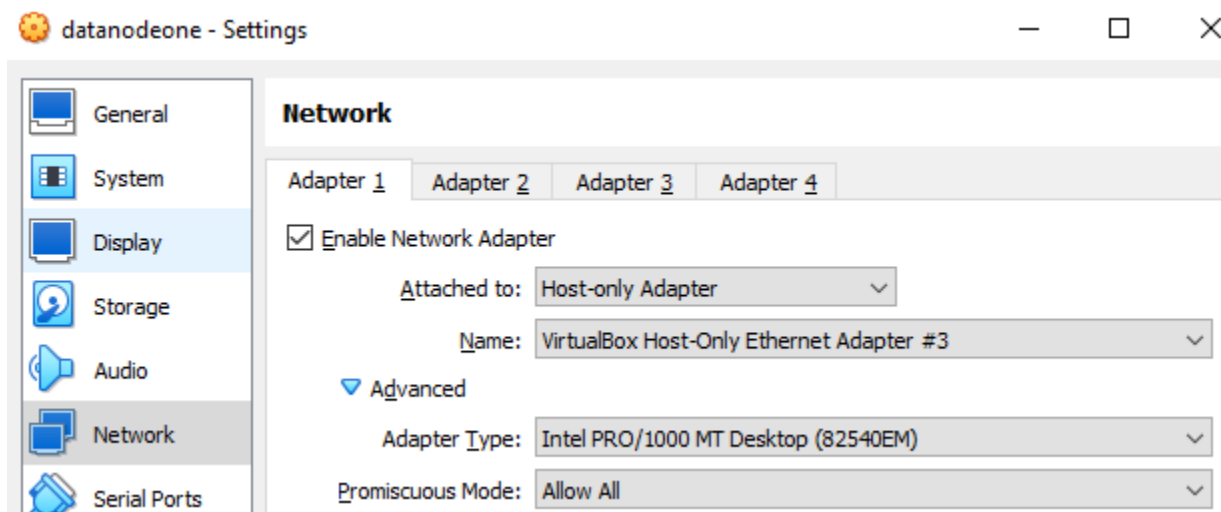 datanodeone - Settings
General
System
Display
Storage
Audio
Network
Serial Ports
Network
Adapter 1 Adapter 2 Adapter 3 Adapter 4
Enable Network Adapter
Attached to: Host-only Adapter
Name: VirtualBox Host-Only Ethernet Adapter #3
Advanced
Adapter Type: Intel PRO/1000 MT Desktop (82540EM)
Promiscuous Mode: Allow All